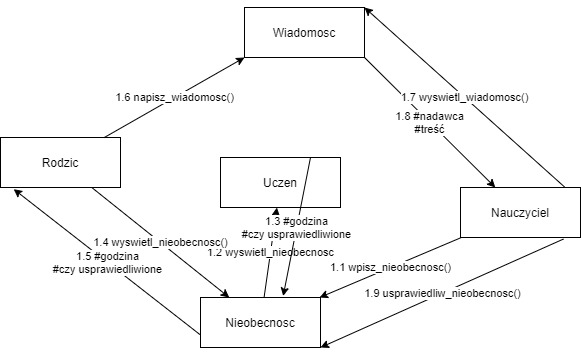 Wiadomosc
1.6 napisz_wiadomosc()
1.7 wyswietl_wiadomosc()
1.8 #nadawca
#treść
Rodzic
Uczen
Nauczyciel
1.3 #godzina
#czy usprawiedliwione
1.4 wyswietl_nieobecnosc()
1.2 wyswietl_nieobecnosc
1.5 #godzina
#czy usprawiedliwione
1.1 wpisz_nieobecnosc()
1.9 usprawiedliw_nieobecnosc()
Nieobecnosc